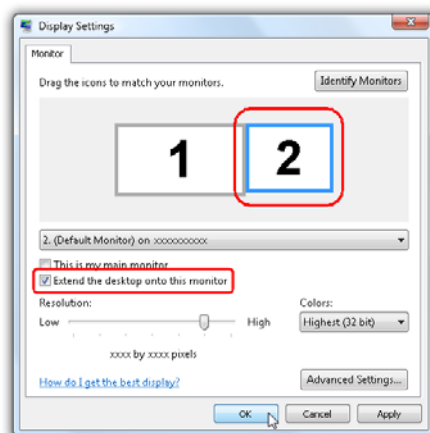 Display Settings
Monitor
Drag the icons to match your monitors.
Identify Monitors
1
2
2. (Default Monitor) on xxxxxxxxxx
This is my main monitor
Extend the desktop onto this monitor
Resolution:
Colors:
Low
High
Highest (32 bit)
xxxx by xxxx pixels
How do I get the best display?
Advanced Settings...
OK
Cancel
Apply